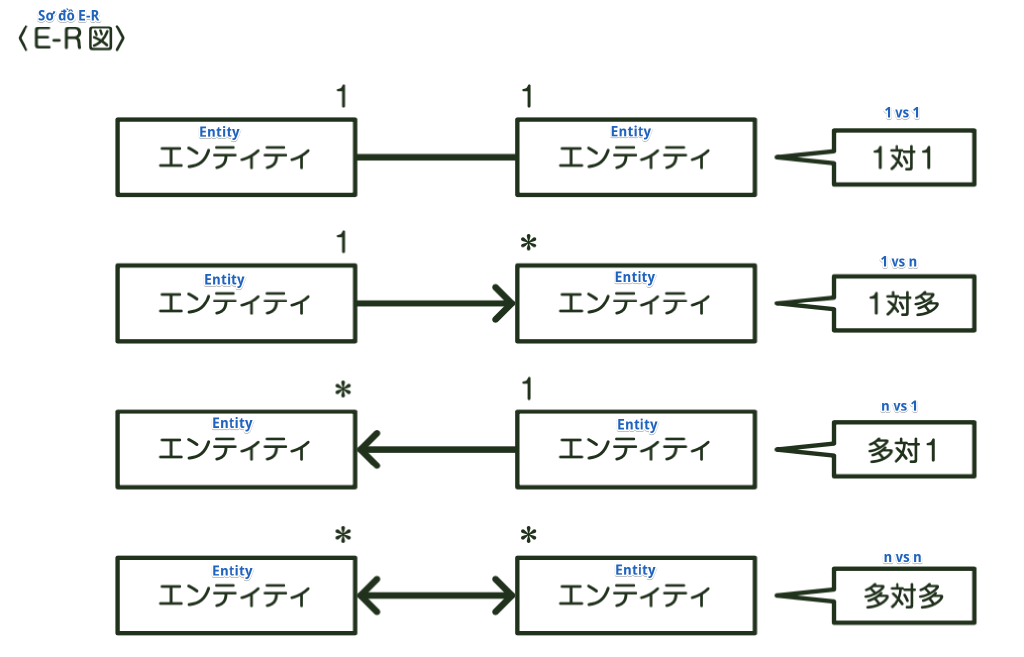 Sơ đồ E-R
〈E-R図〉
1 1
Entity Entity 1 vs 1
エンティティ エンティティ 1対1
1 *
Entity Entity 1 vs n
エンティティ エンティティ 1対多
* 1
Entity Entity n vs 1
エンティティ エンティティ 多対1
* *
Entity Entity n vs n
エンティティ エンティティ 多対多